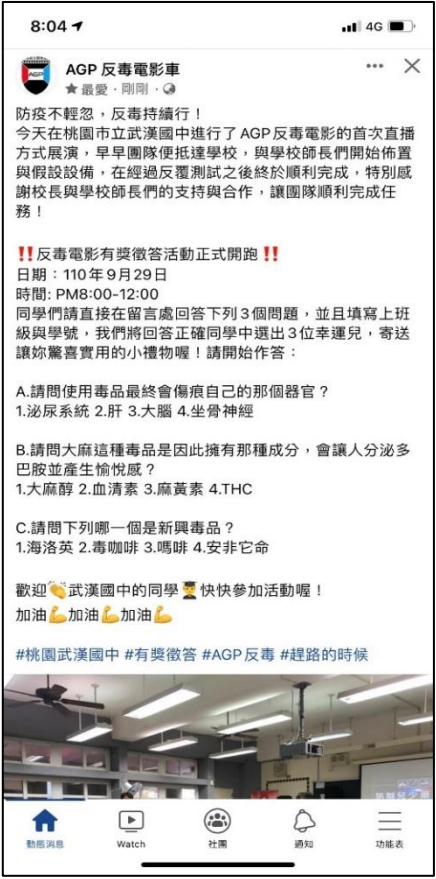 8:04
4G
AGP 反毒電影車
最愛·剛剛·
防疫不輕忽，反毒持續行！
今天在桃園市立武漢國中進行了AGP反毒電影的首次直播
方式展演，早早團隊便抵達學校，與學校師長們開始佈置
與假設設備，在經過反覆測試之後終於順利完成，特別感
謝校長與學校師長們的支持與合作，讓團隊順利完成任
務！
‼️反毒電影有獎徵答活動正式開跑‼️
日期：110年9月29日
時間: PM8:00-12:00
同學們請直接在留言處回答下列3個問題，並且填寫上班
級與學號，我們將回答正確同學中選出3位幸運兒，寄送
讓妳驚喜實用的小禮物喔！請開始作答：
A.請問使用毒品最終會傷痕自己的那個器官？
1.泌尿系統 2.肝 3.大腦 4.坐骨神經
B.請問大麻這種毒品是因此擁有那種成分，會讓人分泌多
巴胺並產生愉悅感？
1.大麻醇 2.血清素 3.麻黃素 4.THC
C.請問下列哪一個是新興毒品？
1.海洛英 2.毒咖啡 3.嗎啡 4.安非它命
歡迎👏武漢國中的同學👨‍🎓快快參加活動喔！
加油💪加油💪加油💪
#桃園武漢國中 #有獎徵答 #AGP反毒 #趕路的時候
動態消息
Watch
社團
通知
功能表